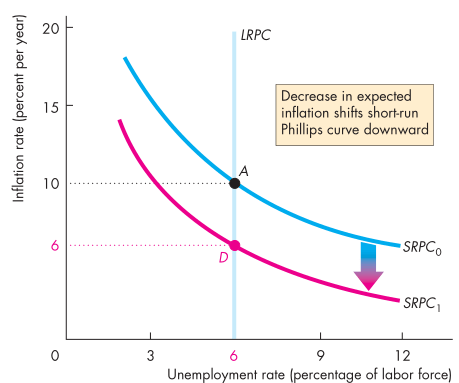 Inflation rate (percent per year)
20
15
10
6
0
LRPC
Decrease in expected
inflation shifts short-run
Phillips curve downward
A
D
SRPC₀
SRPC₁
3
6
9
12
Unemployment rate (percentage of labor force)